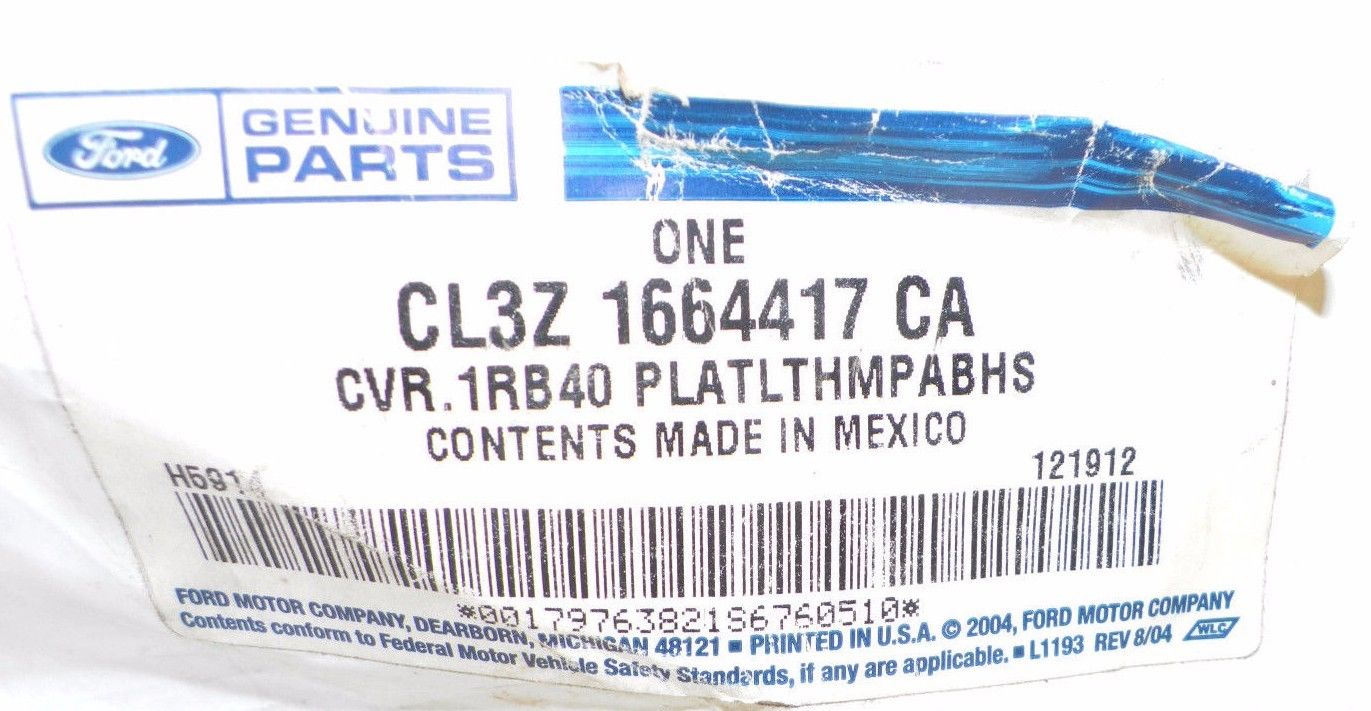 Ford
GENUINE
PARTS
ONE
CL3Z 1664417 CA
CVR.1RB40 PLATLTHMPABHS
CONTENTS MADE IN MEXICO
121912
*00179763821S6760510*
FORD MOTOR COMPANY, DEARBORN, MICHIGAN 48121 ▪ PRINTED IN U.S.A. © 2004, FORD MOTOR COMPANY
Contents conform to Federal Motor Vehicle Safety Standards, if any are applicable. ▪ L1193 REV 8/04 WLC